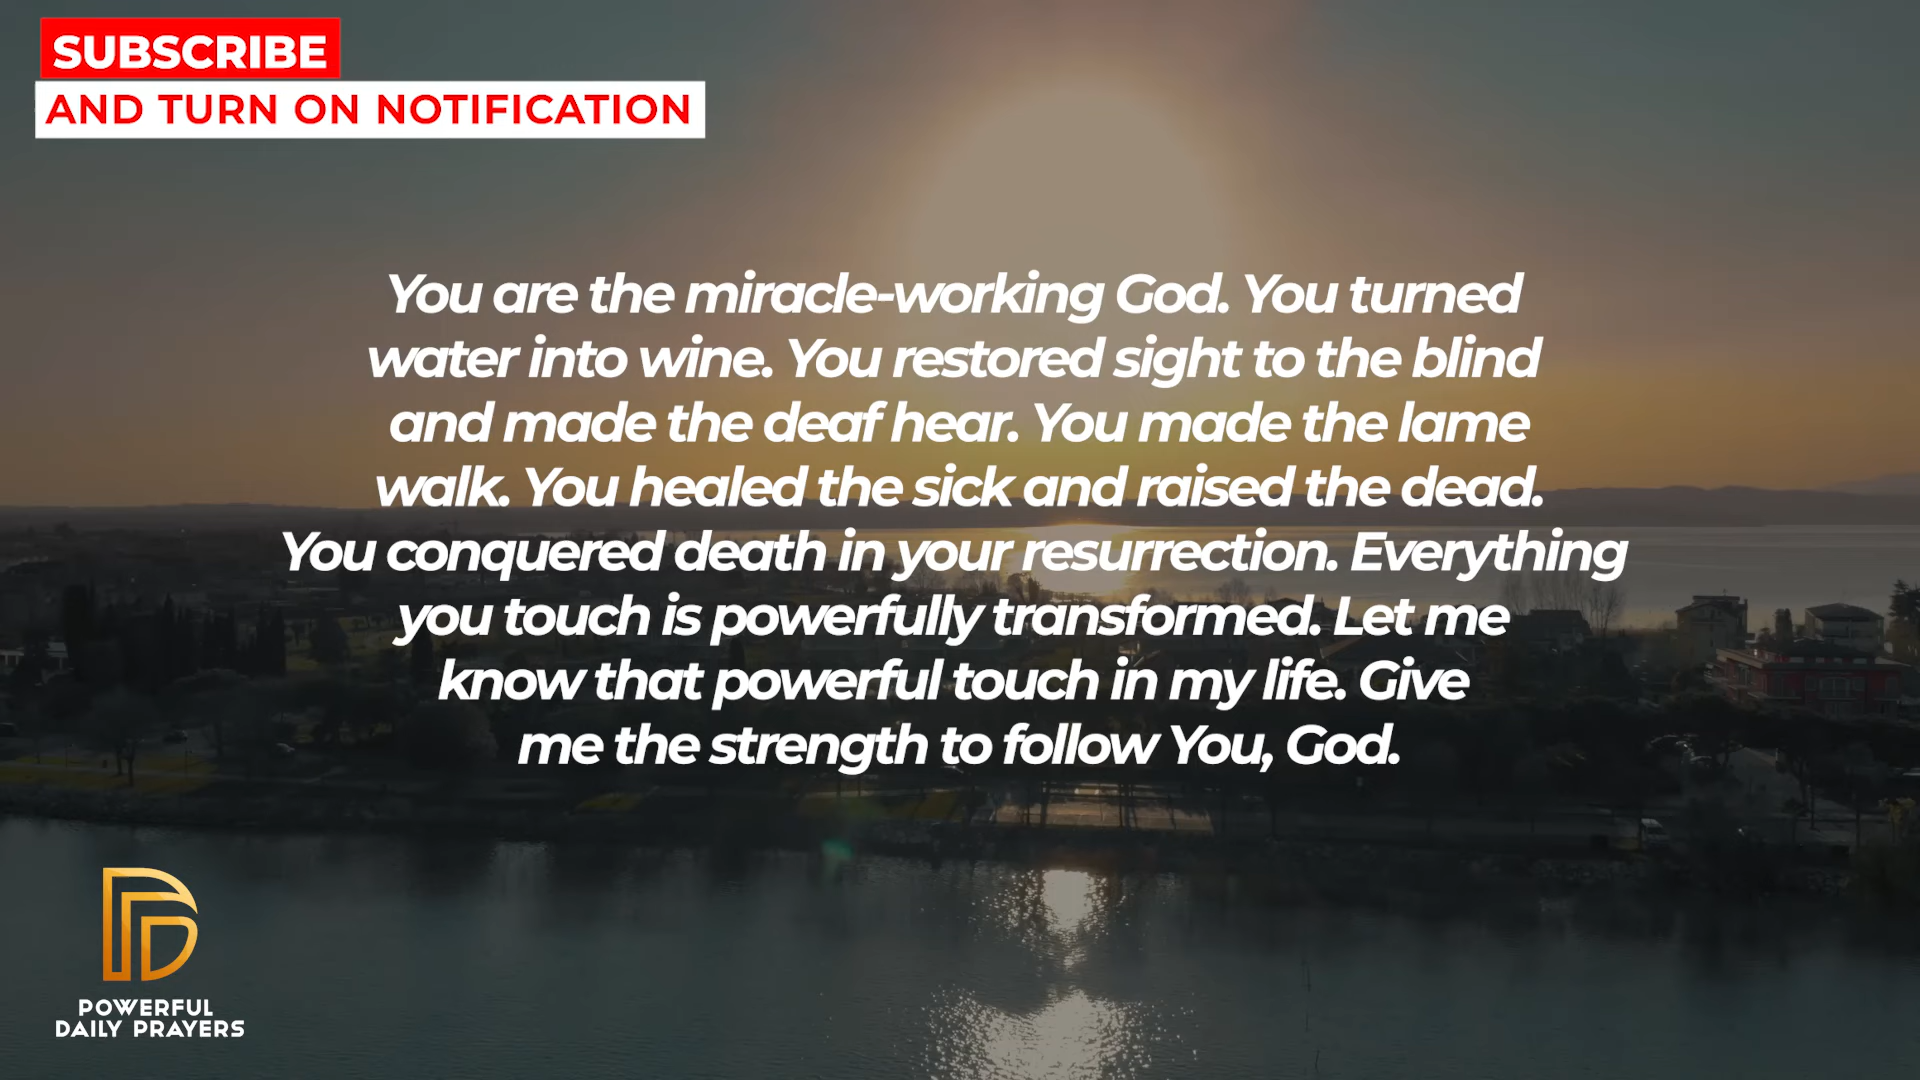 SUBSCRIBE
AND TURN ON NOTIFICATION
You are the miracle-working God. You turned
water into wine. You restored sight to the blind
and made the deaf hear. You made the lame
walk. You healed the sick and raised the dead.
You conquered death in your resurrection. Everything
you touch is powerfully transformed. Let me
know that powerful touch in my life. Give
me the strength to follow You, God.
POWERFUL
DAILY PRAYERS